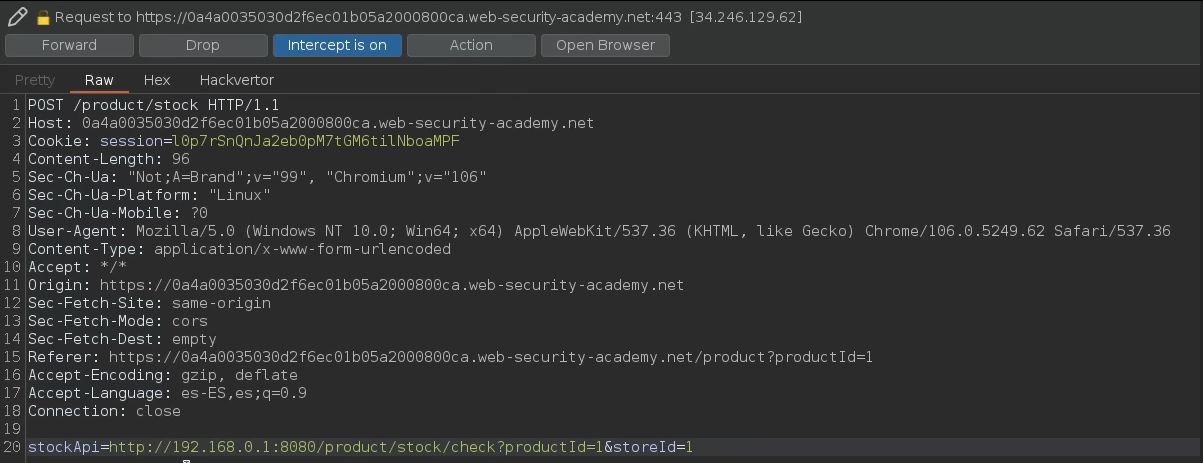 Request to https://0a4a0035030d2f6ec01b05a2000800ca.web-security-academy.net:443 [34.246.129.62]
Forward Drop Intercept is on Action Open Browser
Pretty Raw Hex Hackvertor
1 POST /product/stock HTTP/1.1
2 Host: 0a4a0035030d2f6ec01b05a2000800ca.web-security-academy.net
3 Cookie: session=l0p7rSnQnJa2eb0pM7tGM6tilNboaMPF
4 Content-Length: 96
5 Sec-Ch-Ua: "Not;A=Brand";v="99", "Chromium";v="106"
6 Sec-Ch-Ua-Platform: "Linux"
7 Sec-Ch-Ua-Mobile: ?0
8 User-Agent: Mozilla/5.0 (Windows NT 10.0; Win64; x64) AppleWebKit/537.36 (KHTML, like Gecko) Chrome/106.0.5249.62 Safari/537.36
9 Content-Type: application/x-www-form-urlencoded
10 Accept: */*
11 Origin: https://0a4a0035030d2f6ec01b05a2000800ca.web-security-academy.net
12 Sec-Fetch-Site: same-origin
13 Sec-Fetch-Mode: cors
14 Sec-Fetch-Dest: empty
15 Referer: https://0a4a0035030d2f6ec01b05a2000800ca.web-security-academy.net/product?productId=1
16 Accept-Encoding: gzip, deflate
17 Accept-Language: es-ES,es;q=0.9
18 Connection: close
19
20 stockApi=http://192.168.0.1:8080/product/stock/check?productId=1&storeId=1